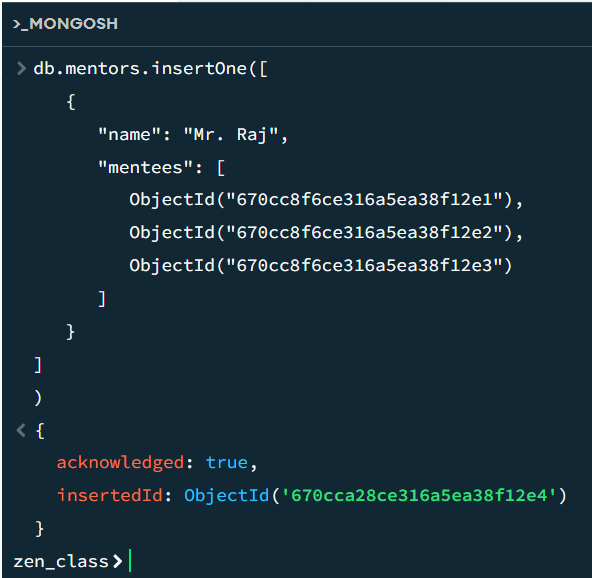 >_MONGOSH
> db.mentors.insertOne([
{
"name": "Mr. Raj",
"mentees": [
ObjectId("670cc8f6ce316a5ea38f12e1"),
ObjectId("670cc8f6ce316a5ea38f12e2"),
ObjectId("670cc8f6ce316a5ea38f12e3")
]
}
]
)
< {
acknowledged: true,
insertedId: ObjectId('670cca28ce316a5ea38f12e4')
}
zen_class>